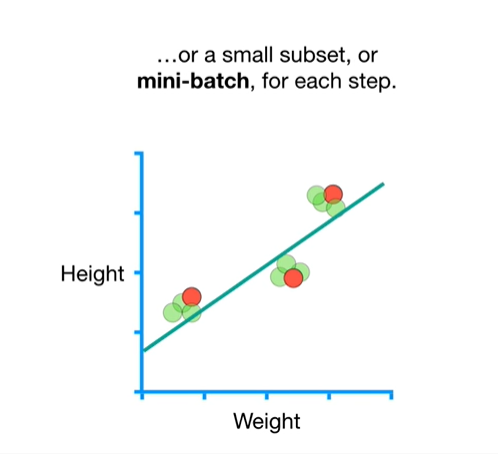 ...or a small subset, or
mini-batch, for each step.
Height
Weight